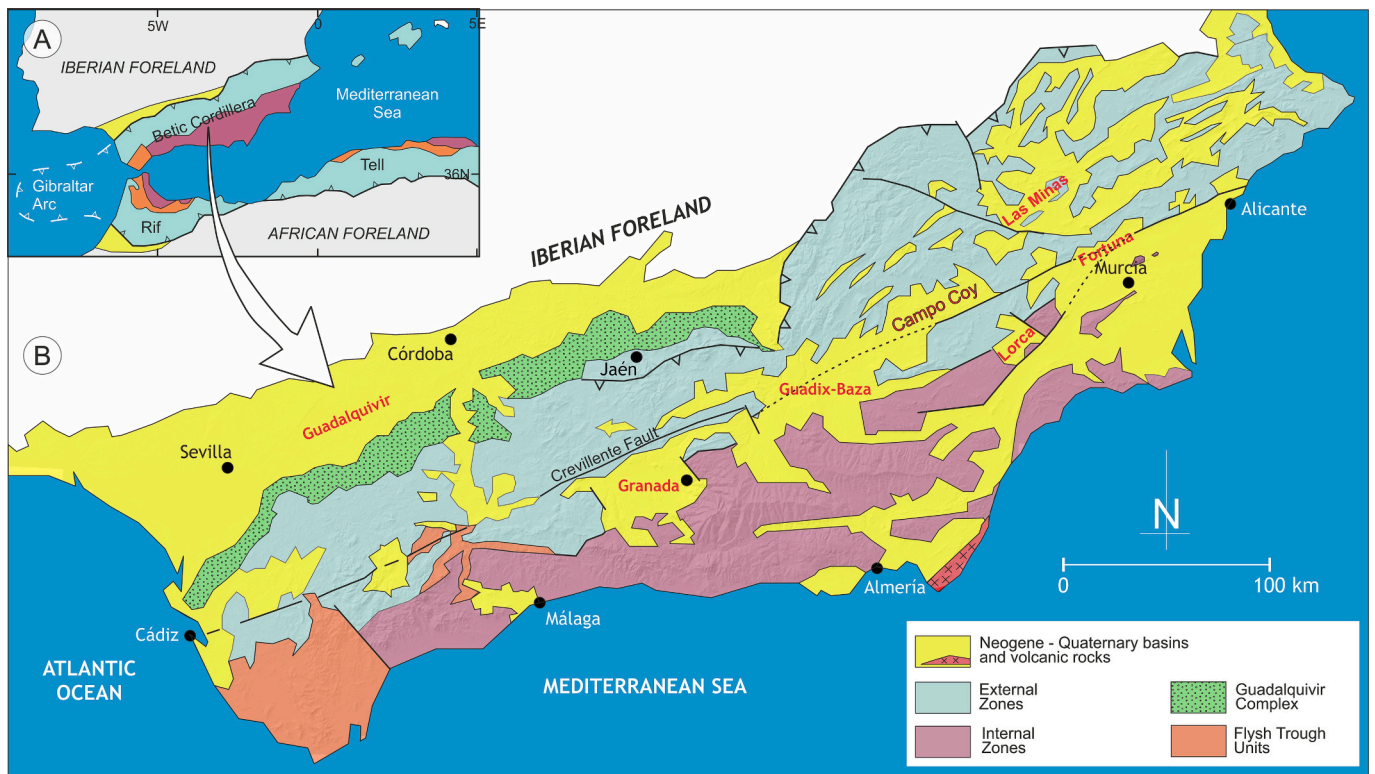 5W
0
5E
A
IBERIAN FORELAND
Betic Cordillera
Mediterranean
Sea
Tell
36N
Gibraltar
Arc
Rif
AFRICAN FORELAND
B
IBERIAN FORELAND
Las Minas
Alicante
Fortuna
Murcia
Campo Coy
Lorca
Córdoba
Jaén
Guadix-Baza
Guadalquivir
Sevilla
Crevillente Fault
Granada
N
0
100 km
Almería
Málaga
Cádiz
ATLANTIC
OCEAN
MEDITERRANEAN SEA
Neogene - Quaternary basins
and volcanic rocks
External
Zones
Guadalquivir
Complex
Internal
Zones
Flysh Trough
Units